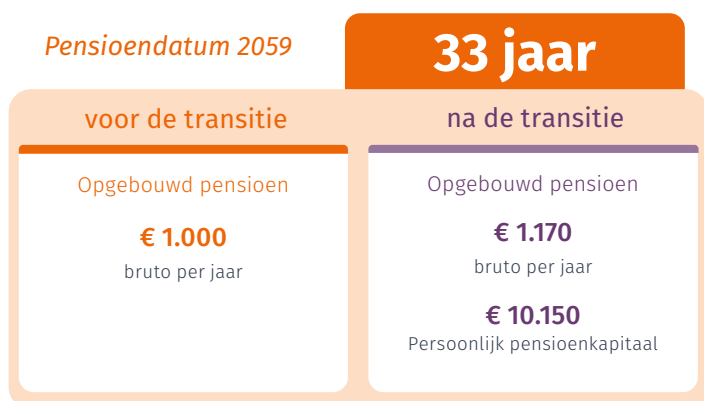 Pensioendatum 2059
33 jaar
voor de transitie
Opgebouwd pensioen
€ 1.000
bruto per jaar
na de transitie
Opgebouwd pensioen
€ 1.170
bruto per jaar
€ 10.150
Persoonlijk pensioenkapitaal